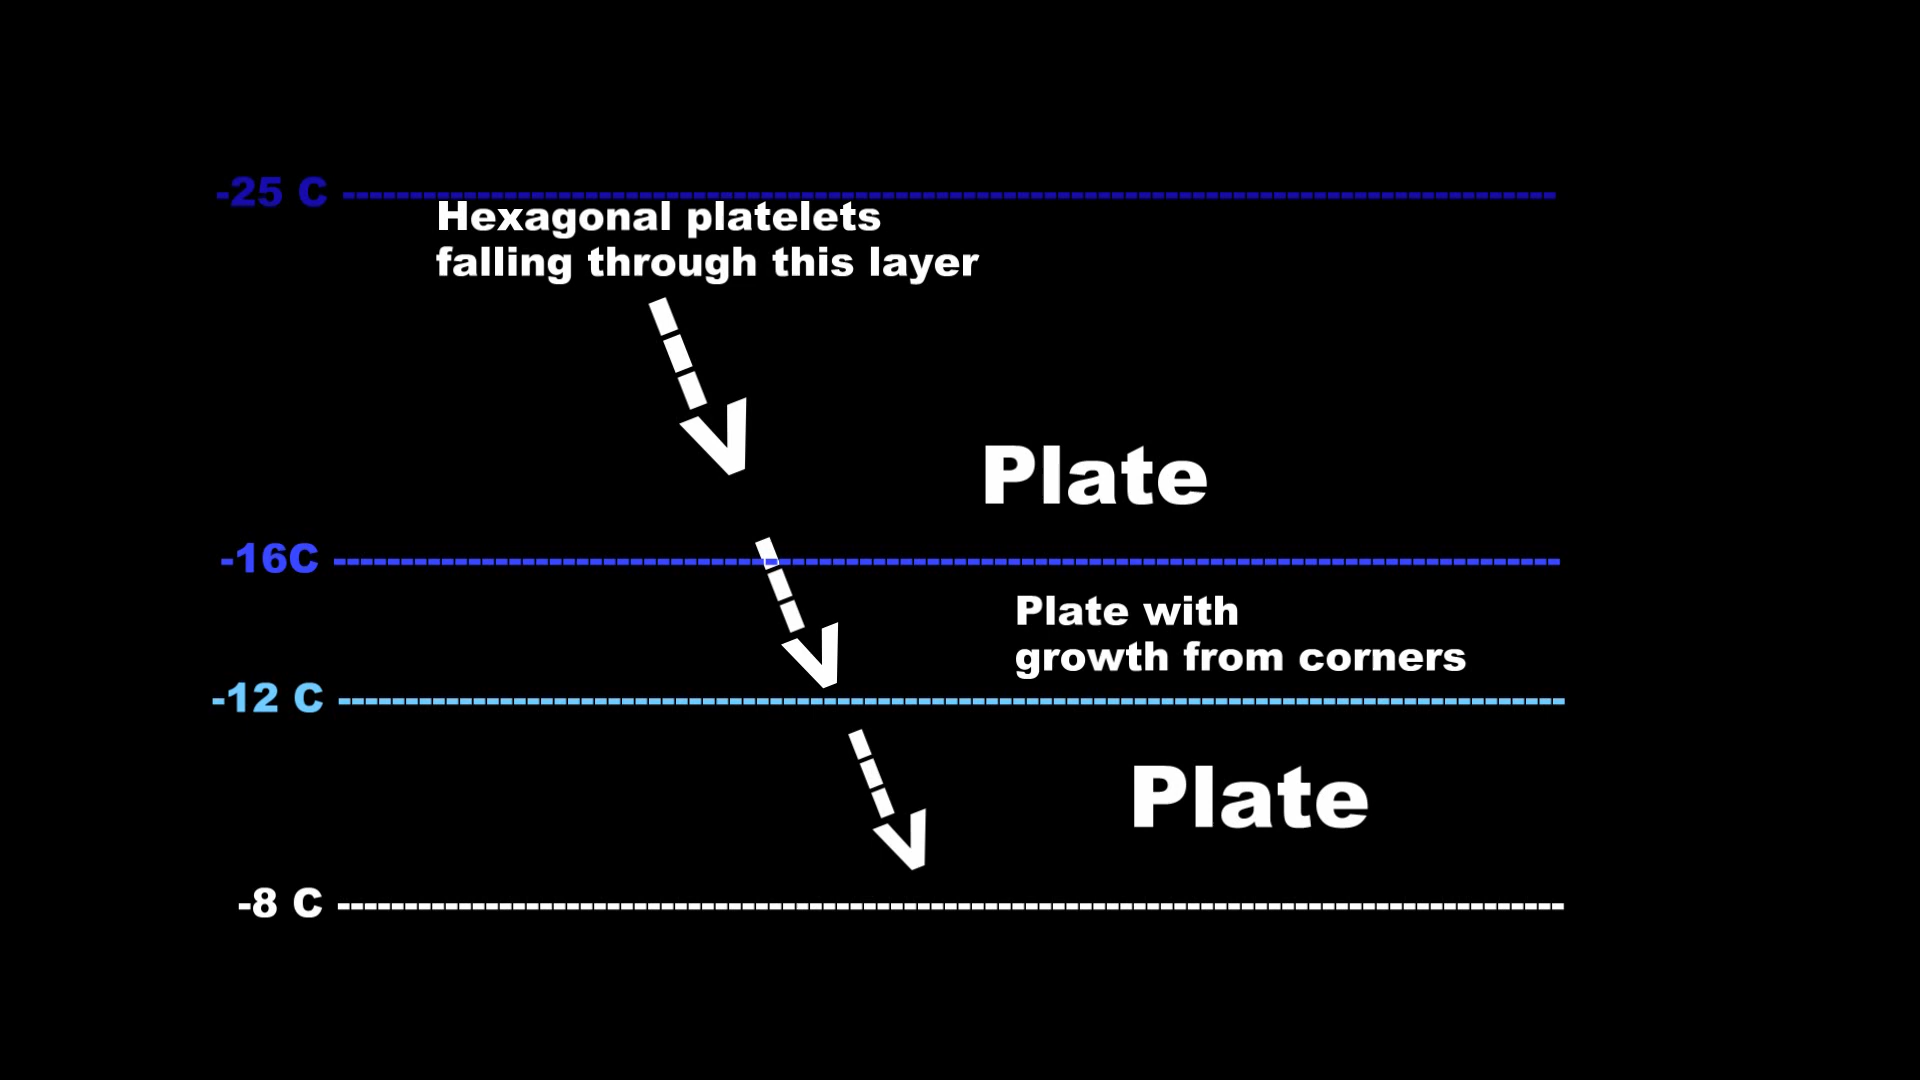 -25 C ------------------------------------------------------------------------------------------
Hexagonal platelets
falling through this layer
Plate
-16C -------------------------------------------------------------------------------------------
Plate with
growth from corners
-12 C -------------------------------------------------------------------------------------------
Plate
-8 C -------------------------------------------------------------------------------------------